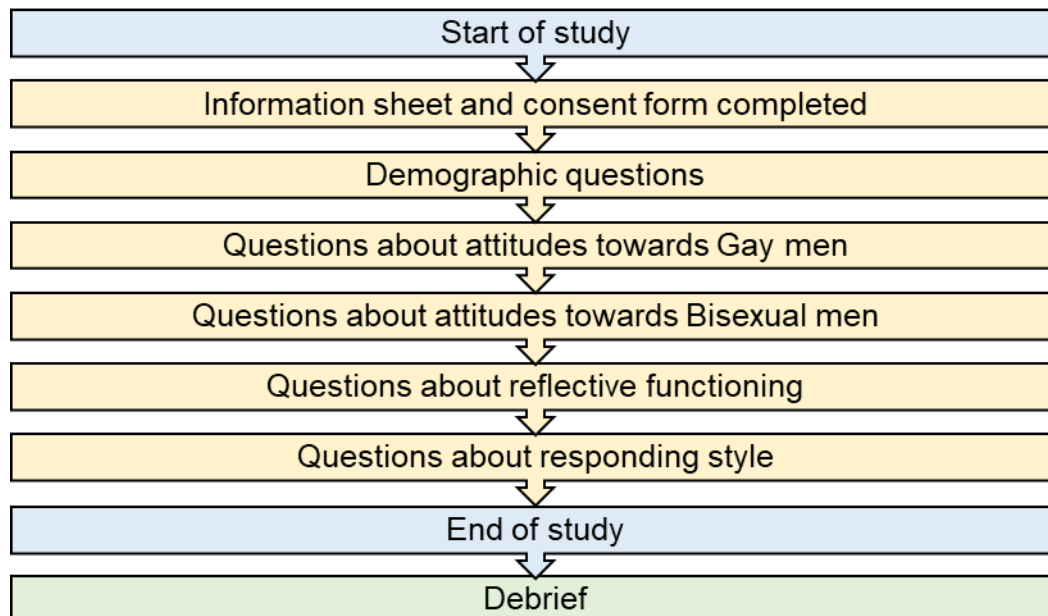 Start of study
Information sheet and consent form completed
Demographic questions
Questions about attitudes towards Gay men
Questions about attitudes towards Bisexual men
Questions about reflective functioning
Questions about responding style
End of study
Debrief